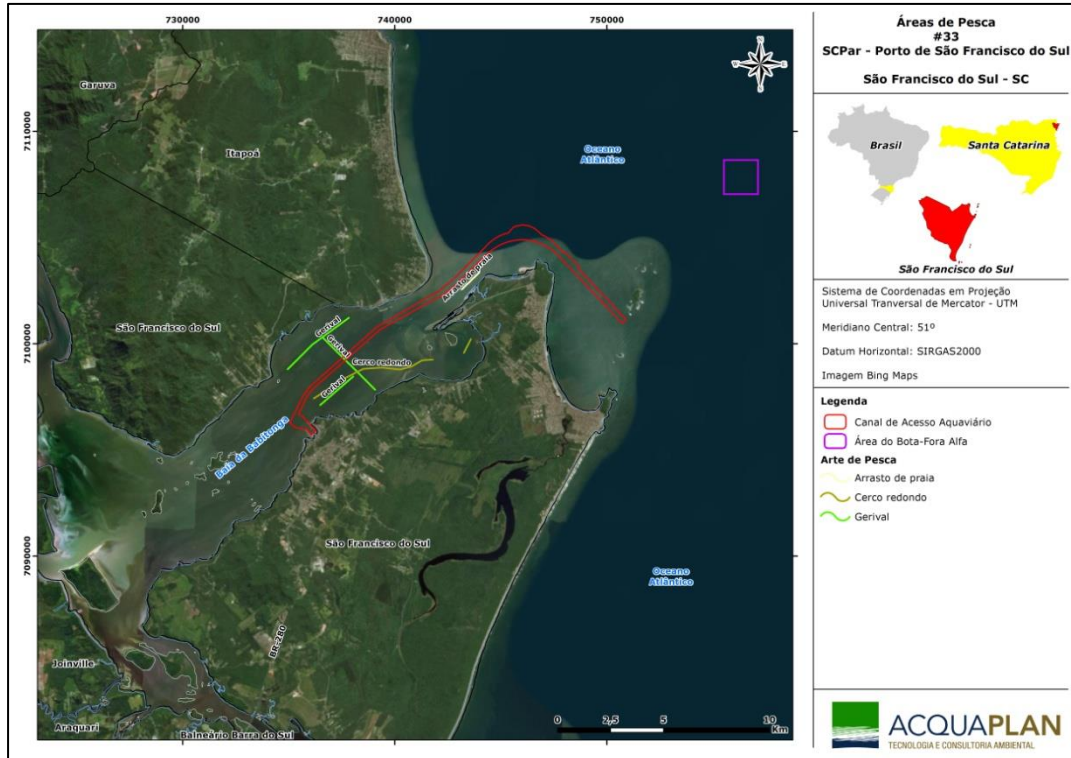 Áreas de Pesca
#33
SCPar - Porto de São Francisco do Sul
São Francisco do Sul - SC
Brasil
Santa Catarina
São Francisco do Sul
Sistema de Coordenadas em Projeção
Universal Tranversal de Mercator - UTM
Meridiano Central: 51º
Datum Horizontal: SIRGAS2000
Imagem Bing Maps
Legenda
Canal de Acesso Aquaviário
Área do Bota-Fora Alfa
Arte de Pesca
Arrasto de praia
Cerco redondo
Gerival
ACQUAPLAN
TECNOLOGIA E CONSULTORIA AMBIENTAL
730000
740000
750000
7110000
7100000
7090000
Garuva
Itapoá
Oceano
Atlântico
Arrasto de praia
São Francisco do Sul
Gerival
Gerival
Cerco redondo
Gerival
Baía da Babitonga
São Francisco do Sul
Oceano
Atlântico
BR-280
Joinville
Araquari
Balneário Barra do Sul
0 2,5 5 10
Km